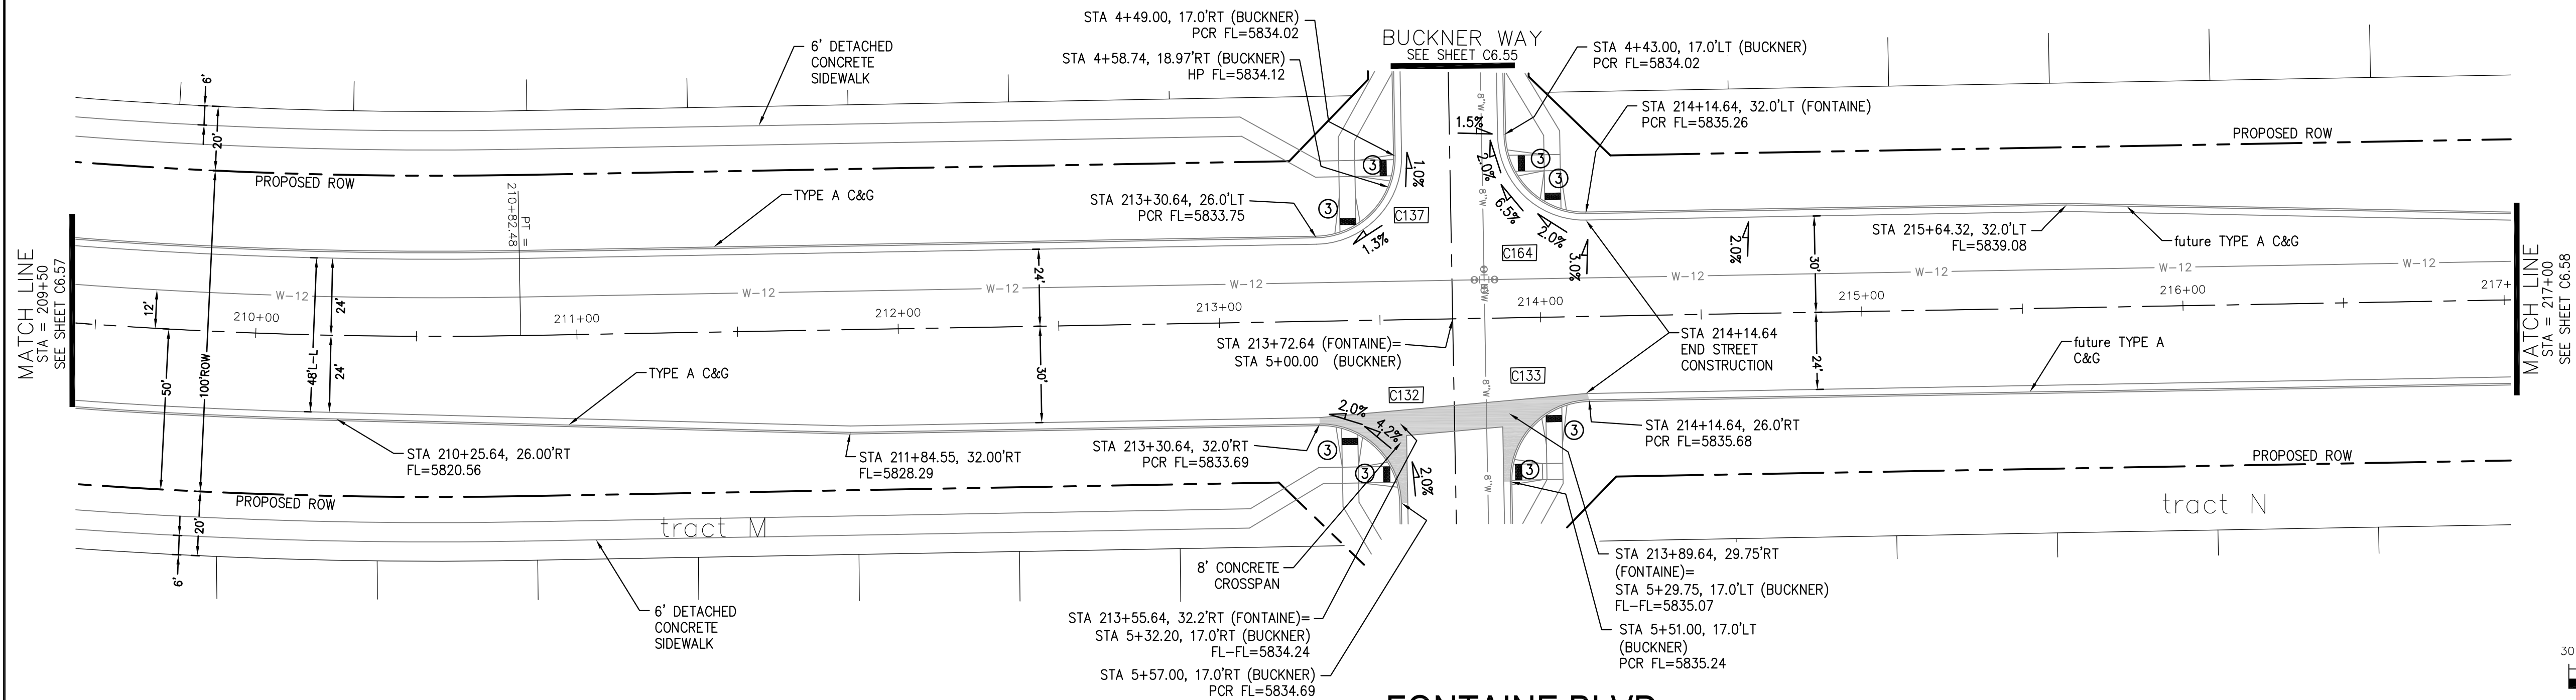 STA 4+49.00, 17.0'RT (BUCKNER)
PCR FL=5834.02
STA 4+58.74, 18.97'RT (BUCKNER)
HP FL=5834.12
6' DETACHED
CONCRETE
SIDEWALK
BUCKNER WAY
SEE SHEET C6.55
STA 4+43.00, 17.0'LT (BUCKNER)
PCR FL=5834.02
STA 214+14.64, 32.0'LT (FONTAINE)
PCR FL=5835.26
6'
20'
PROPOSED ROW
PROPOSED ROW
210+82.48
PT =
TYPE A C&G
STA 213+30.64, 26.0'LT
PCR FL=5833.75
3
3
3
3
1.5%
1.0%
2.0%
6.5%
2.0%
3.0%
2.0%
1.3%
C137
C164
8"W
8"W
8"W
8"W
8"W
STA 215+64.32, 32.0'LT
FL=5839.08
future TYPE A C&G
MATCH LINE
STA = 209+50
SEE SHEET C6.57
MATCH LINE
STA = 217+00
SEE SHEET C6.58
W-12
W-12
W-12
W-12
W-12
W-12
W-12
W-12
12'
24'
24'
24'
30'
30'
24'
50'
100'ROW
48'L-L
210+00
211+00
212+00
213+00
214+00
215+00
216+00
217+
STA 213+72.64 (FONTAINE)=
STA 5+00.00 (BUCKNER)
STA 214+14.64
END STREET
CONSTRUCTION
future TYPE A
C&G
TYPE A C&G
C132
C133
2.0%
4.2%
2.0%
3
3
3
3
STA 210+25.64, 26.00'RT
FL=5820.56
STA 211+84.55, 32.00'RT
FL=5828.29
STA 213+30.64, 32.0'RT
PCR FL=5833.69
STA 214+14.64, 26.0'RT
PCR FL=5835.68
PROPOSED ROW
PROPOSED ROW
20'
6'
tract M
tract N
8' CONCRETE
CROSSPAN
6' DETACHED
CONCRETE
SIDEWALK
STA 213+55.64, 32.2'RT (FONTAINE)=
STA 5+32.20, 17.0'RT (BUCKNER)
FL-FL=5834.24
STA 5+57.00, 17.0'RT (BUCKNER)
PCR FL=5834.69
STA 213+89.64, 29.75'RT
(FONTAINE)=
STA 5+29.75, 17.0'LT (BUCKNER)
FL-FL=5835.07
STA 5+51.00, 17.0'LT
(BUCKNER)
PCR FL=5835.24
30
FONTAINE BLVD